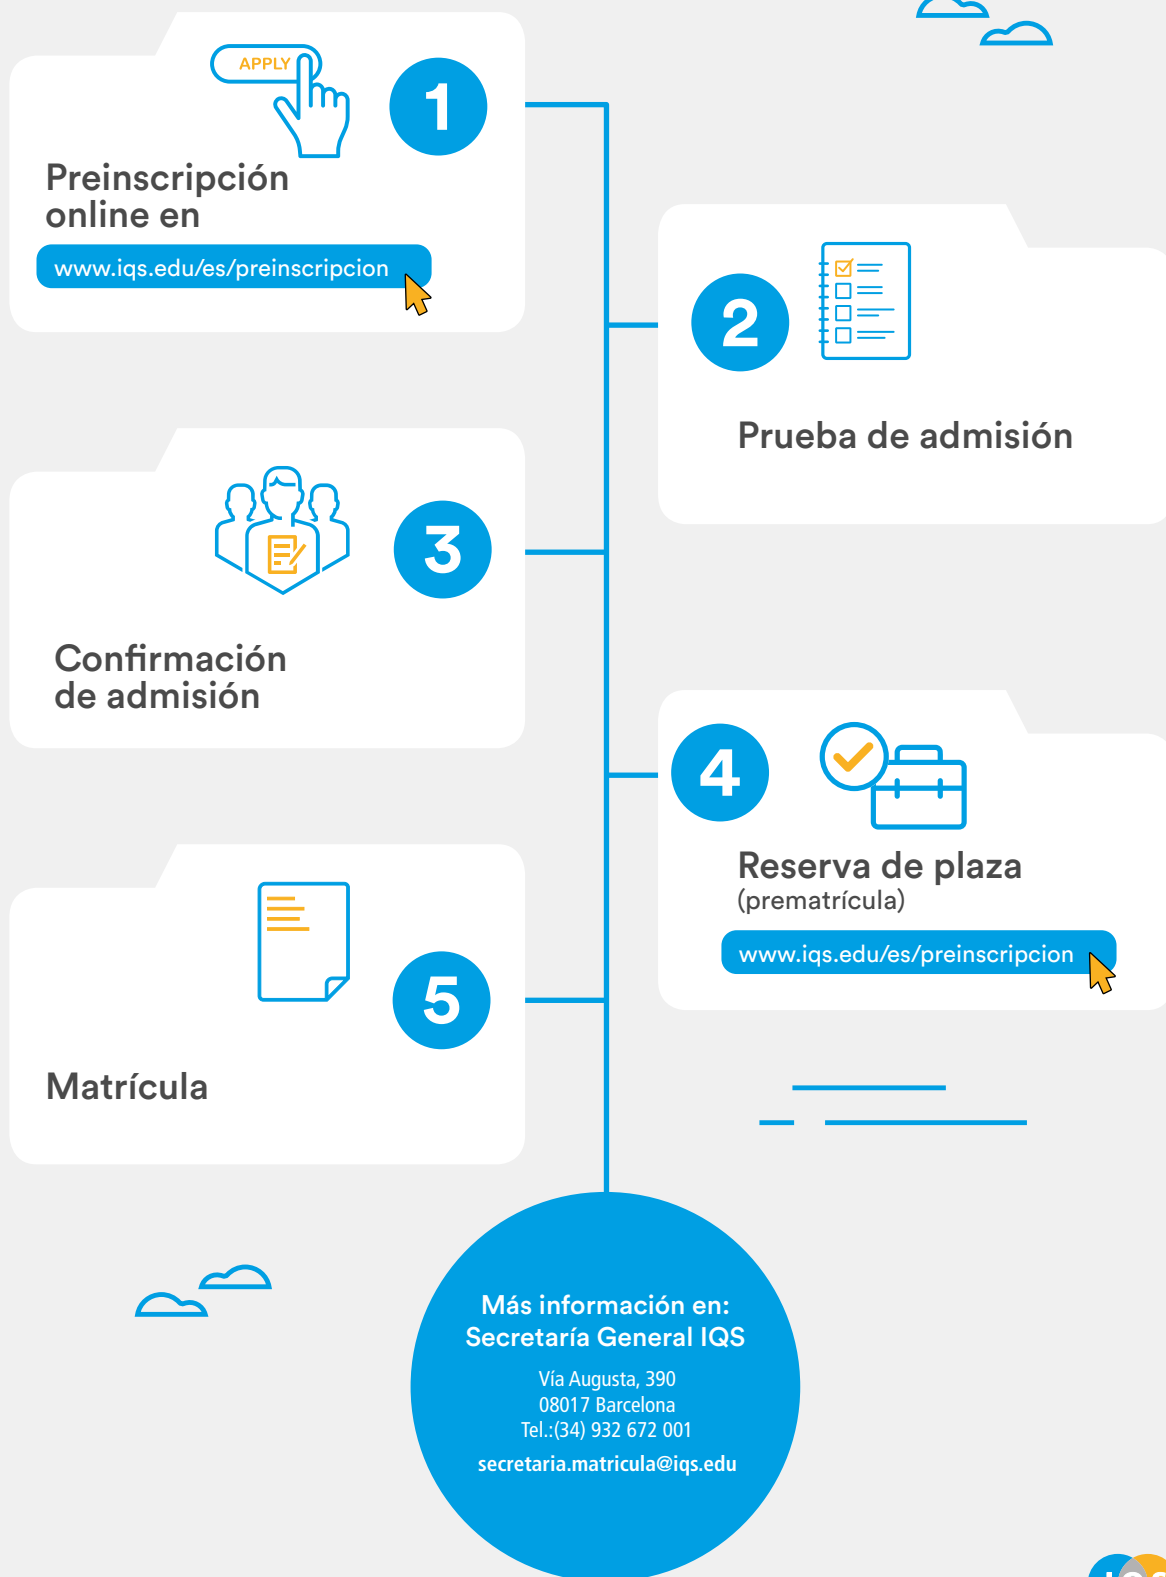 APPLY
1
Preinscripción
online en
www.iqs.edu/es/preinscripcion
2
Prueba de admisión
3
Confirmación
de admisión
4
Reserva de plaza
(prematrícula)
www.iqs.edu/es/preinscripcion
5
Matrícula
Más información en:
Secretaría General IQS
Vía Augusta, 390
08017 Barcelona
Tel.:(34) 932 672 001
secretaria.matricula@iqs.edu